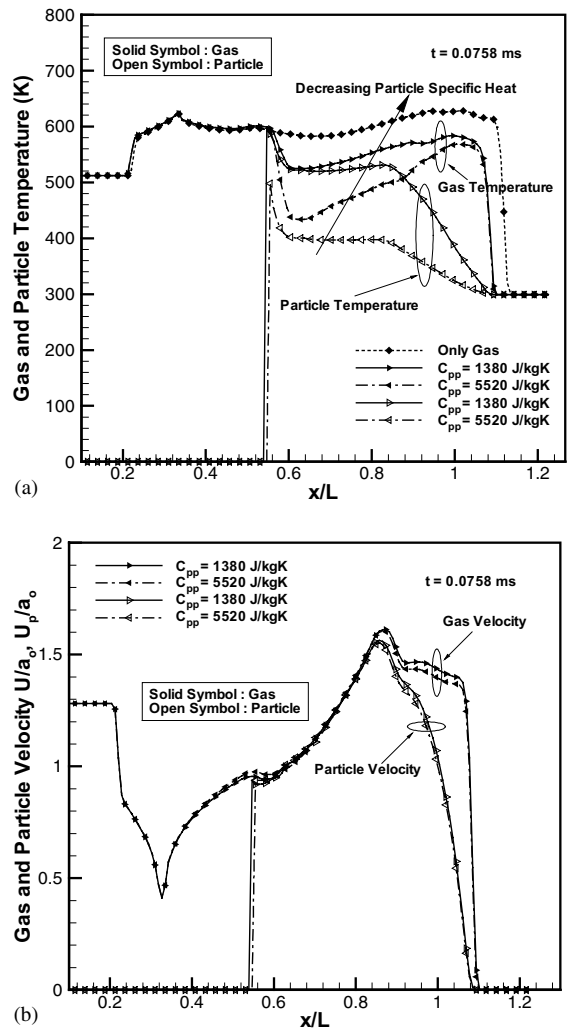 800
700
600
500
400
300
200
100
0
Gas and Particle Temperature (K)
Solid Symbol : Gas
Open Symbol : Particle
t = 0.0758 ms
Decreasing Particle Specific Heat
Gas Temperature
Particle Temperature
Only Gas
Cpp = 1380 J/kgK
Cpp = 5520 J/kgK
Cpp = 1380 J/kgK
Cpp = 5520 J/kgK
0.2 0.4 0.6 0.8 1 1.2
x/L
(a)
2
1.5
1
0.5
0
Gas and Particle Velocity U/ao, Up/ao
Cpp = 1380 J/kgK
Cpp = 5520 J/kgK
Cpp = 1380 J/kgK
Cpp = 5520 J/kgK
t = 0.0758 ms
Gas Velocity
Solid Symbol : Gas
Open Symbol : Particle
Particle Velocity
0.2 0.4 0.6 0.8 1 1.2
x/L
(b)